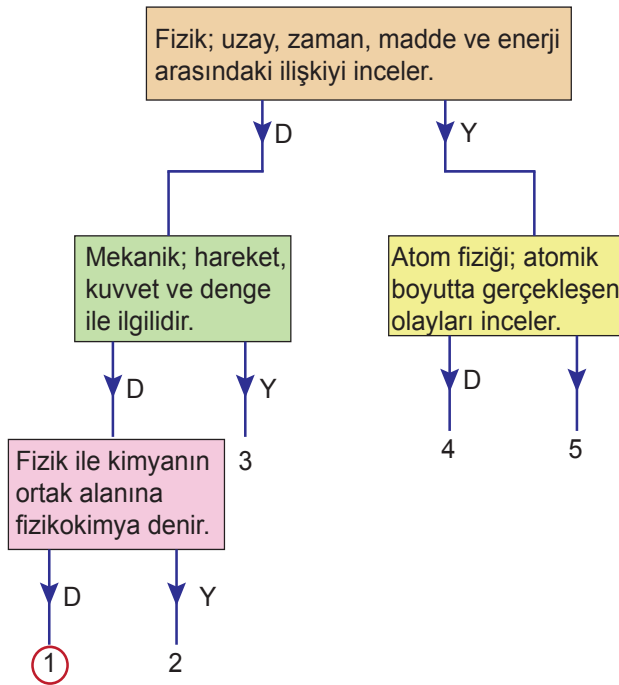 Fizik; uzay, zaman, madde ve enerji
arasındaki ilişkiyi inceler.
D
Y
Mekanik; hareket,
kuvvet ve denge
ile ilgilidir.
Atom fiziği; atomik
boyutta gerçekleşen
olayları inceler.
D
Y
D
Fizik ile kimyanın
ortak alanına
fizikokimya denir.
3
4
5
D
Y
1
2